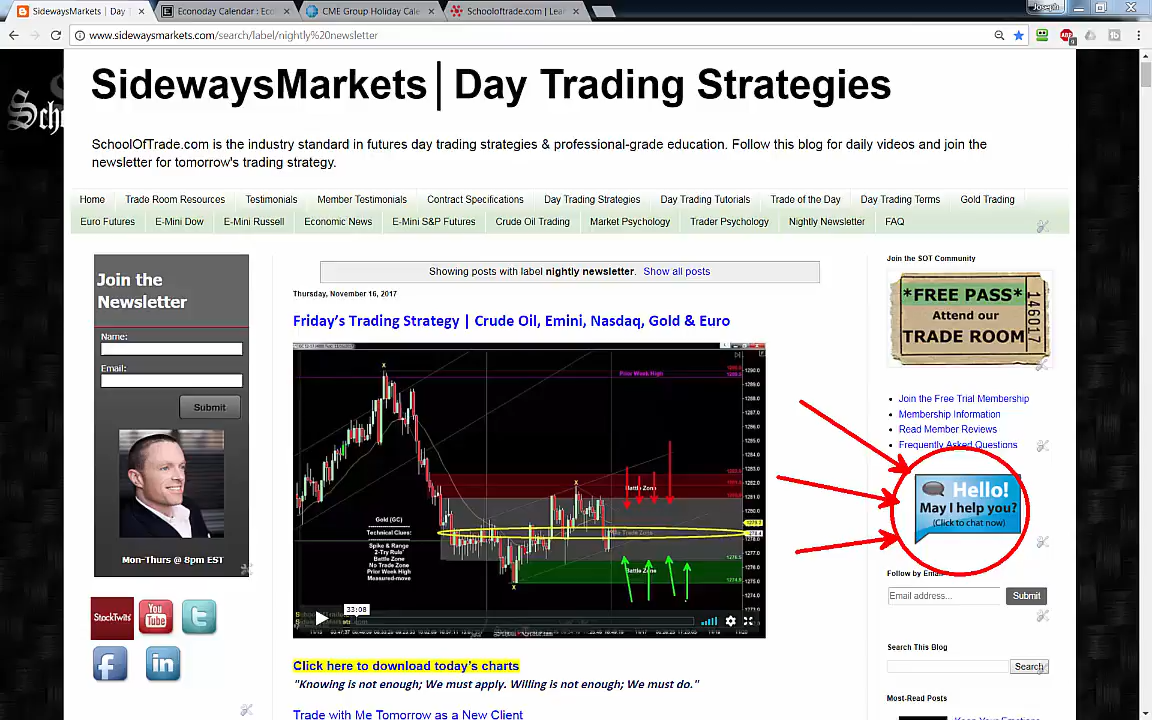 SidewaysMarkets | Day T
Econoday Calendar : Ec
CME Group Holiday Cale
Schooloftrade.com | Lea
Joseph
www.sidewaysmarkets.com/search/label/nightly%20newsletter
SidewaysMarkets│Day Trading Strategies
SchoolOfTrade.com is the industry standard in futures day trading strategies & professional-grade education. Follow this blog for daily videos and join the
newsletter for tomorrow's trading strategy.
Home Trade Room Resources Testimonials Member Testimonials Contract Specifications Day Trading Strategies Day Trading Tutorials Trade of the Day Day Trading Terms Gold Trading
Euro Futures E-Mini Dow E-Mini Russell Economic News E-Mini S&P Futures Crude Oil Trading Market Psychology Trader Psychology Nightly Newsletter FAQ
Join the
Newsletter
Name:
Email:
Submit
Mon-Thurs @ 8pm EST
StockTwits
You
Tube
Showing posts with label nightly newsletter. Show all posts
Thursday, November 16, 2017
Friday's Trading Strategy | Crude Oil, Emini, Nasdaq, Gold & Euro
Prior Week High
Battle Zone
Gold (GC)
Technical Clues:
Spike & Range
2-Try Rule
Battle Zone
No Trade Zone
Prior Week High
Measured-move
No Trade Zone
Battle Zone
33:08
Click here to download today's charts
"Knowing is not enough; We must apply. Willing is not enough; We must do."
Trade with Me Tomorrow as a New Client
Join the SOT Community
*FREE PASS*
Attend our
TRADE ROOM
146017
Join the Free Trial Membership
Membership Information
Read Member Reviews
Frequently Asked Questions
Hello!
May I help you?
(Click to chat now)
Follow by Email
Email address...
Submit
Search This Blog
Search
Most-Read Posts